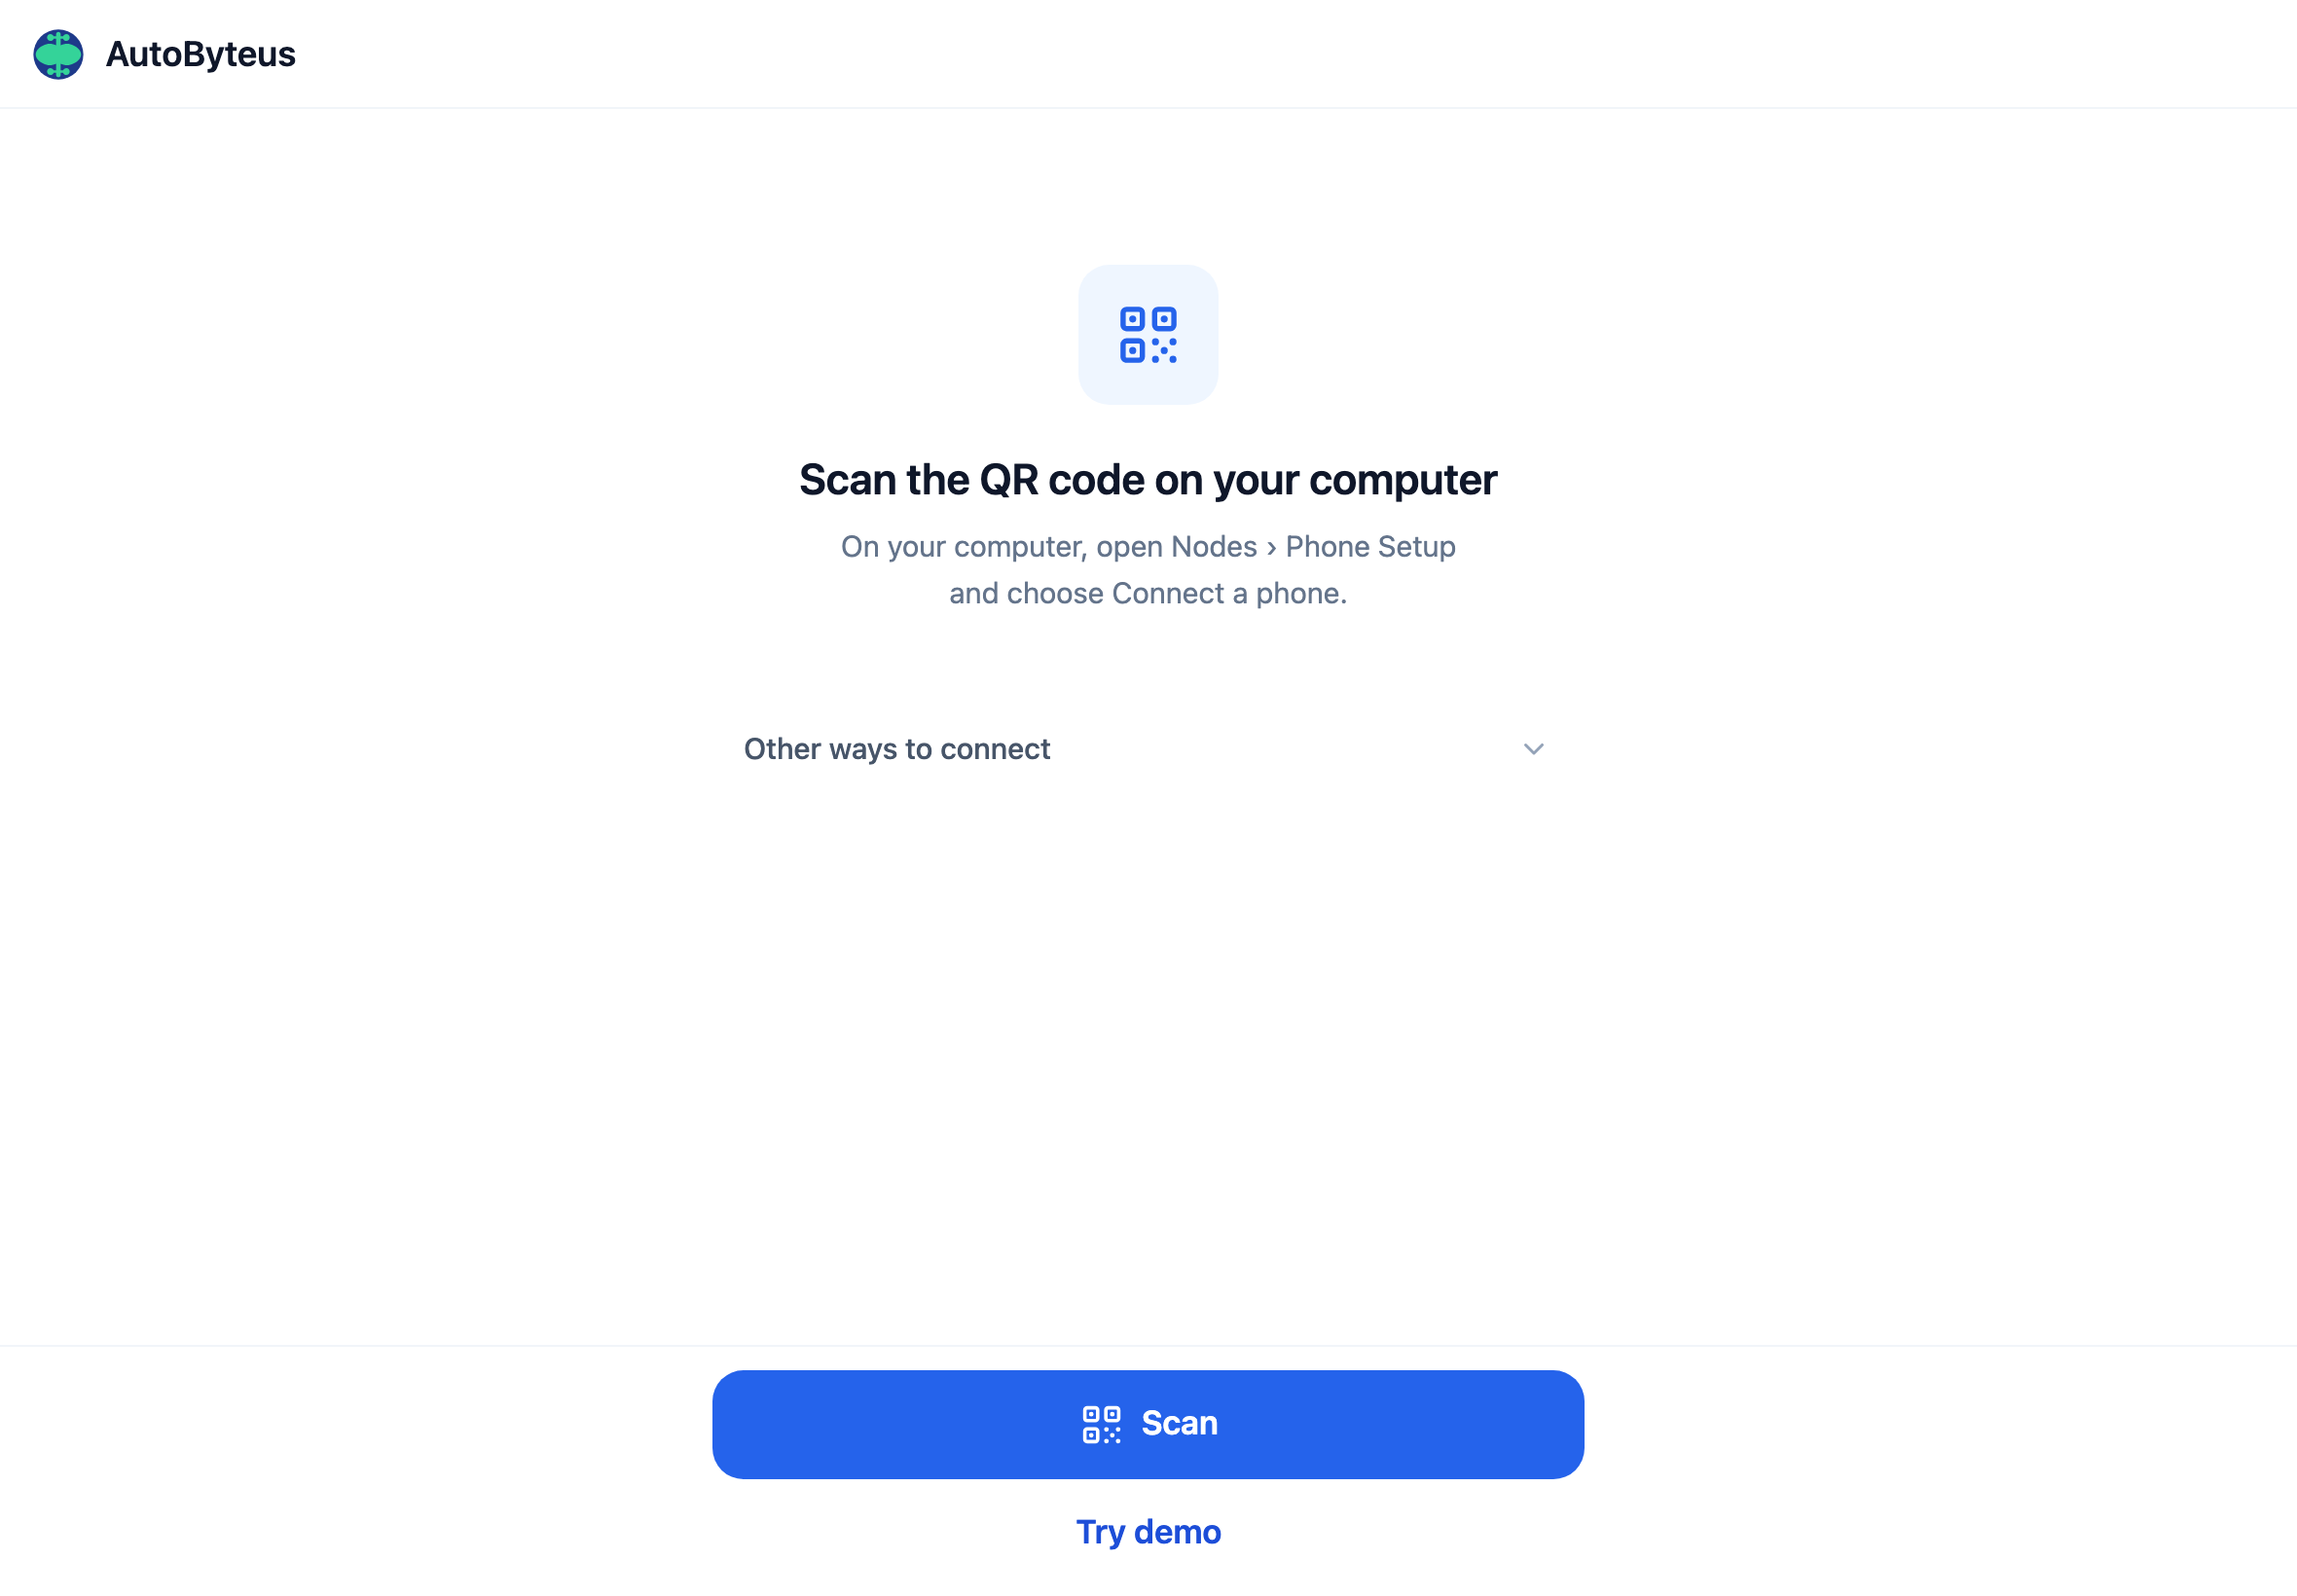 AutoByteus
Scan the QR code on your computer
On your computer, open Nodes › Phone Setup
and choose Connect a phone.
Other ways to connect
Scan
Try demo